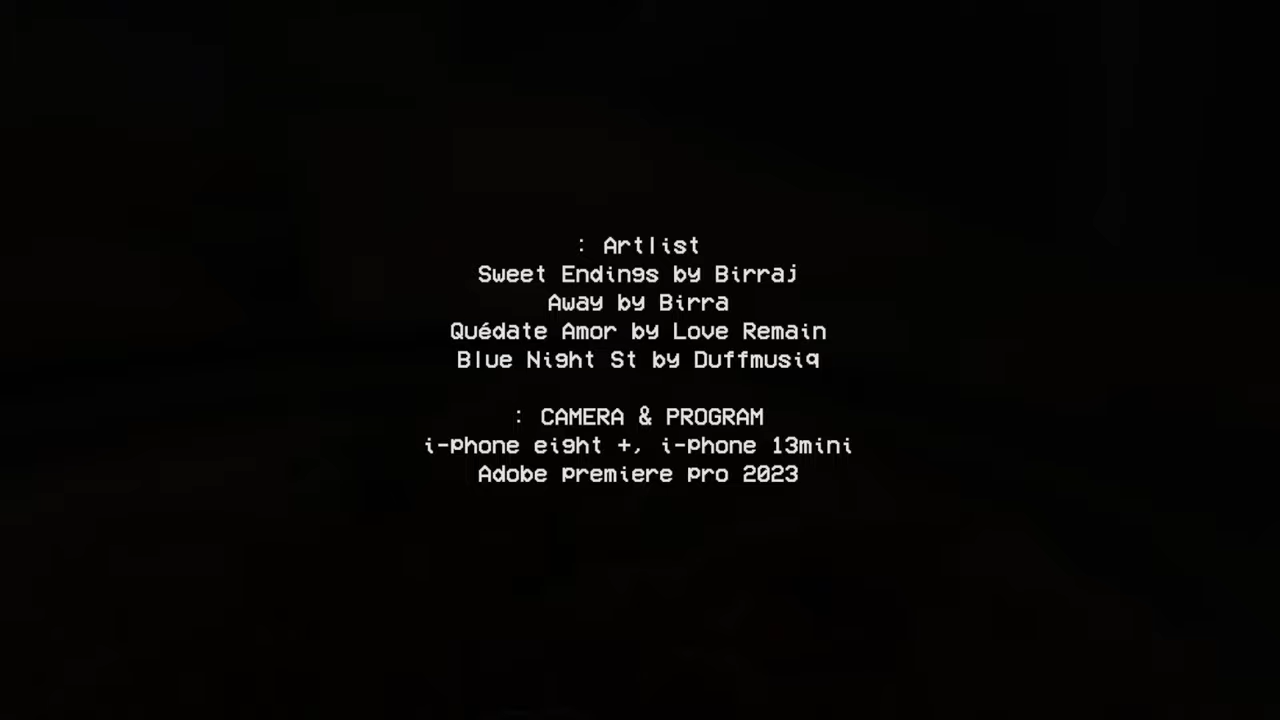 : Artlist
Sweet Endings by Birraj
Away by Birra
Quédate Amor by Love Remain
Blue Night St by Duffmusiq
: CAMERA & PROGRAM
i-phone eight +, i-phone 13mini
Adobe premiere pro 2023